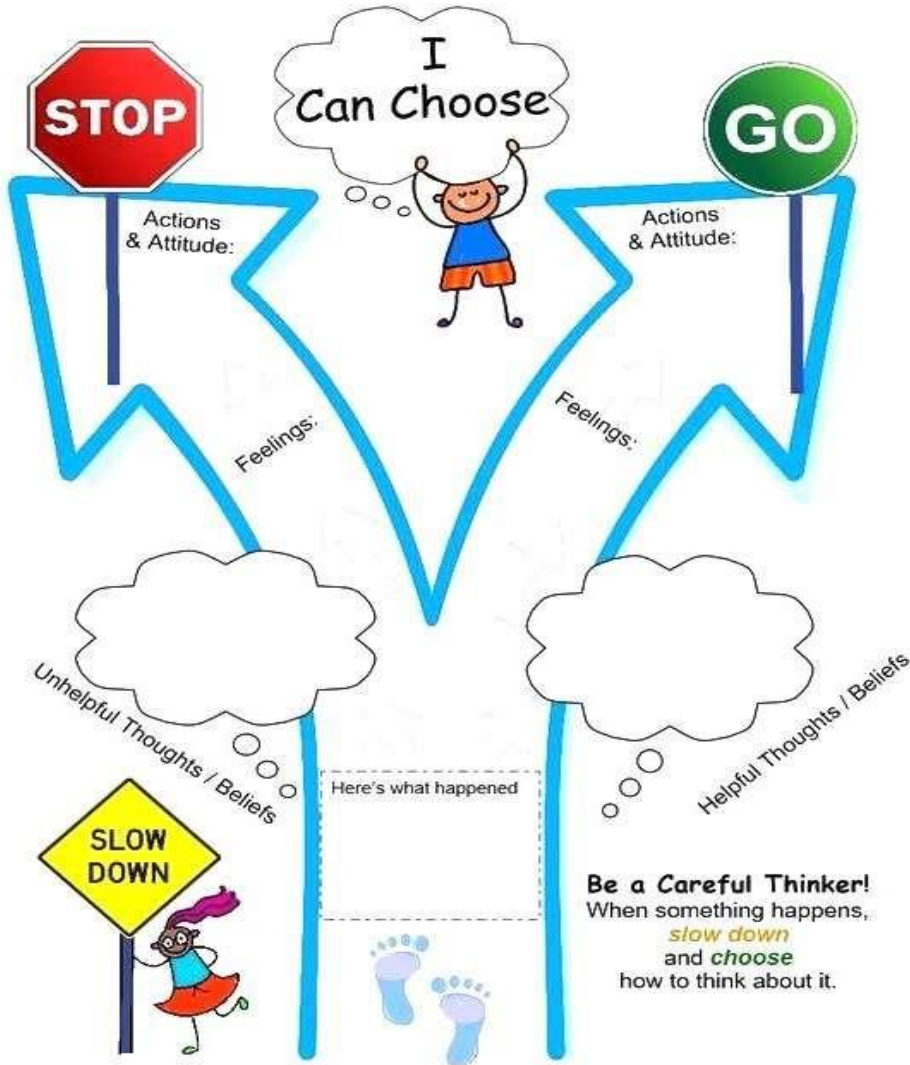 I
Can Choose
STOP
GO
Actions
& Attitude:
Actions
& Attitude:
Feelings:
Feelings:
Unhelpful Thoughts / Beliefs
Helpful Thoughts / Beliefs
Here's what happened
SLOW
DOWN
Be a Careful Thinker!
When something happens,
slow down
and choose
how to think about it.